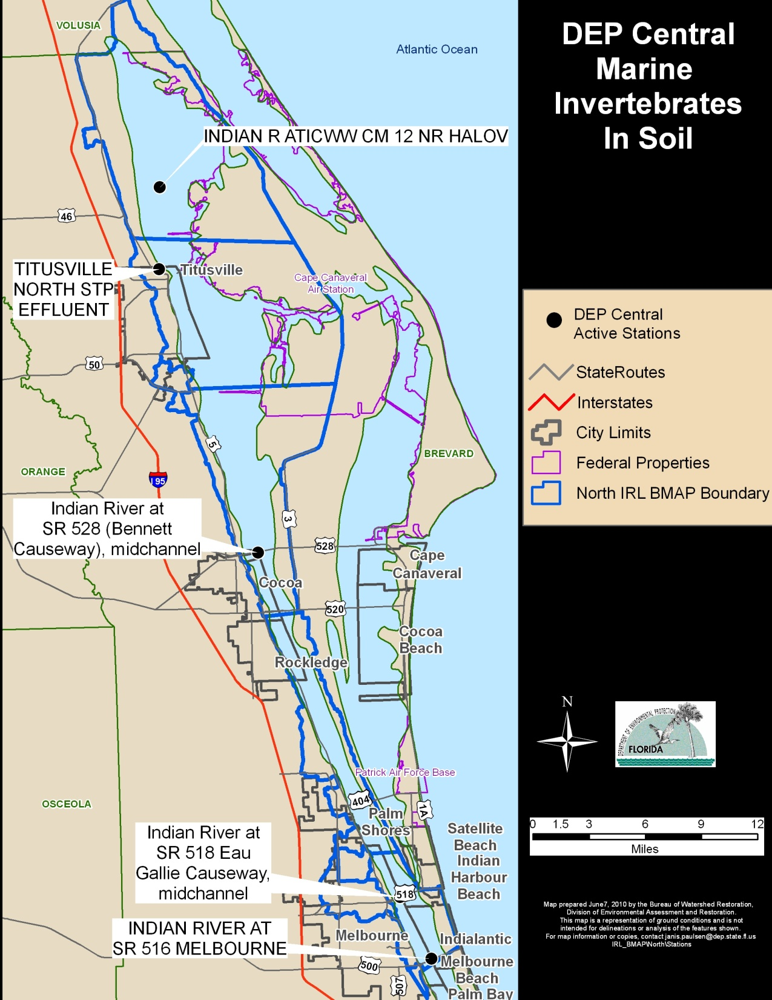 DEP Central
Marine
Invertebrates
In Soil
VOLUSIA
Atlantic Ocean
INDIAN R ATICWW CM 12 NR HALOV
46
TITUSVILLE
NORTH STP
EFFLUENT
Titusville
Cape Canaveral
Air Station
50
5
BREVARD
ORANGE
I 95
Indian River at
SR 528 (Bennett
Causeway), midchannel
3
528
Cape
Canaveral
Cocoa
520
Cocoa
Beach
Rockledge
Patrick Air Force Base
OSCEOLA
404
1A
Palm
Shores
Satellite
Beach
Indian
Harbour
Beach
Indian River at
SR 518 Eau
Gallie Causeway,
midchannel
518
INDIAN RIVER AT
SR 516 MELBOURNE
Melbourne
Indialantic
500
507
Melbourne
Beach
Palm Bay
DEP Central
Active Stations
StateRoutes
Interstates
City Limits
Federal Properties
North IRL BMAP Boundary
N
DEPARTMENT OF ENVIRONMENTAL PROTECTION
FLORIDA
0 1.5 3 6 9 12
Miles
Map prepared June7, 2010 by the Bureau of Watershed Restoration,
Division of Environmental Assessment and Restoration.
This map is a representation of ground conditions and is not
intended for delineations or analysis of the features shown.
For map information or copies, contact janis.paulsen@dep.state.fl.us
IRL_BMAP\North\Stations